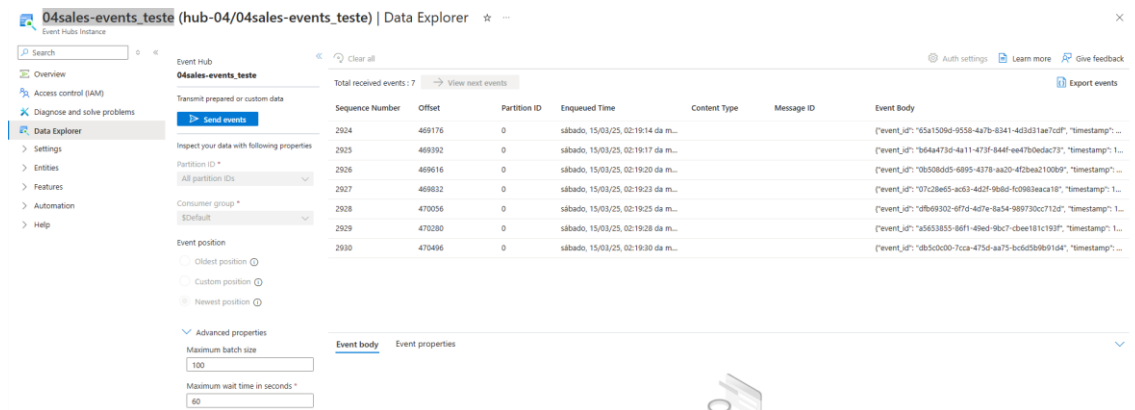 04sales-events_teste (hub-04/04sales-events_teste) | Data Explorer
Event Hubs Instance
Search
Overview
Access control (IAM)
Diagnose and solve problems
Data Explorer
Settings
Entities
Features
Automation
Help
Event Hub
04sales-events_teste
Transmit prepared or custom data
Send events
Inspect your data with following properties
Partition ID *
All partition IDs
Consumer group *
$Default
Event position
Oldest position
Custom position
Newest position
Advanced properties
Maximum batch size
100
Maximum wait time in seconds *
60
Clear all
Auth settings Learn more Give feedback
Total received events : 7 View next events Export events
Sequence Number Offset Partition ID Enqueued Time Content Type Message ID Event Body
2924 469176 0 sábado, 15/03/25, 02:19:14 da m... {"event_id": "65a1509d-9558-4a7b-8341-4d3d31ae7cdf", "timestamp": ...
2925 469392 0 sábado, 15/03/25, 02:19:17 da m... {"event_id": "b64a473d-4a11-473f-844f-ee47b0edac73", "timestamp": 1...
2926 469616 0 sábado, 15/03/25, 02:19:20 da m... {"event_id": "0b508dd5-6895-4378-aa20-4f2bea2100b9", "timestamp": ...
2927 469832 0 sábado, 15/03/25, 02:19:23 da m... {"event_id": "07c28e65-ac63-4d2f-9b8d-fc0983eaca18", "timestamp": 1...
2928 470056 0 sábado, 15/03/25, 02:19:25 da m... {"event_id": "dfb69302-6f7d-4d7e-8a54-989730cc712d", "timestamp": ...
2929 470280 0 sábado, 15/03/25, 02:19:28 da m... {"event_id": "a5653855-86f1-49ed-9bc7-cbee181c193f", "timestamp": 1...
2930 470496 0 sábado, 15/03/25, 02:19:30 da m... {"event_id": "db5c0c00-7cca-475d-aa75-bc6d5b9b91d4", "timestamp": ...
Event body Event properties